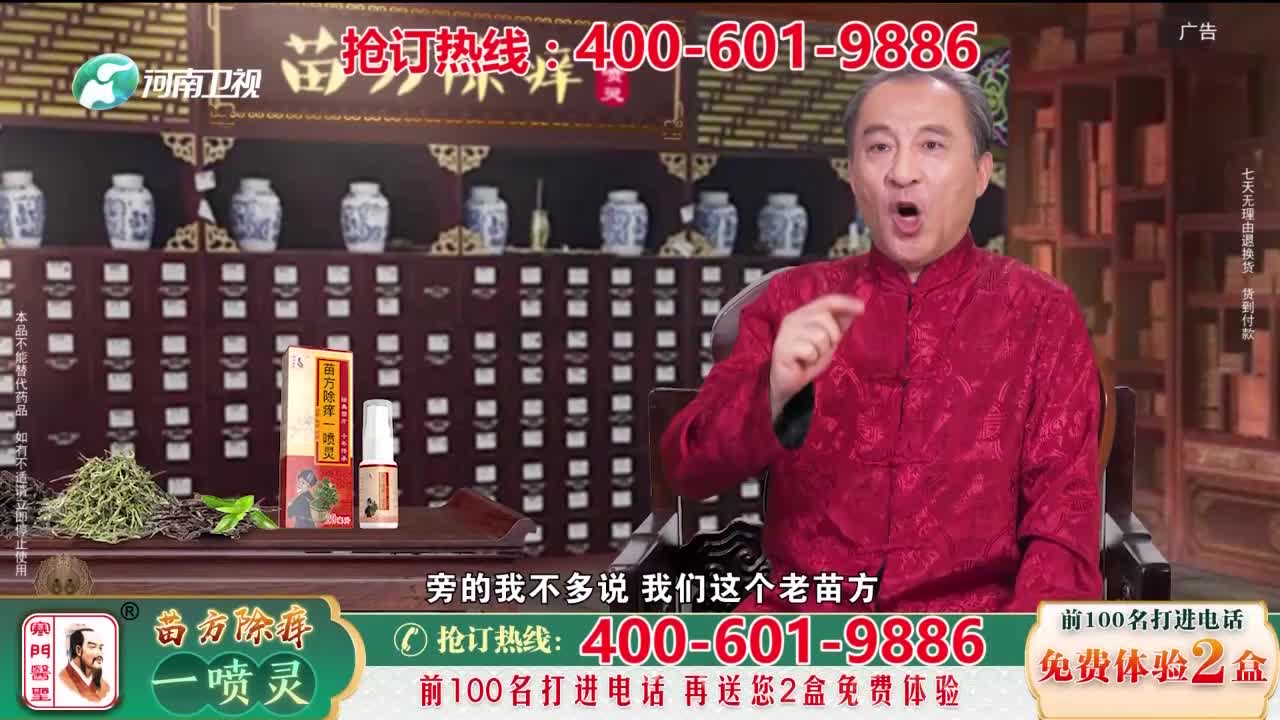 抢订热线：400-601-9886
广告
河南卫视
苗方除痒
喷灵
七天无理由退换货 货到付款
本品不能替代药品 如有不适请立即停止使用
苗方除痒一喷灵
旁的我不多说 我们这个老苗方
寨門醫聖
®
苗方除痒
一喷灵
抢订热线：400-601-9886
前100名打进电话 再送您2盒免费体验
前100名打进电话
免费体验2盒